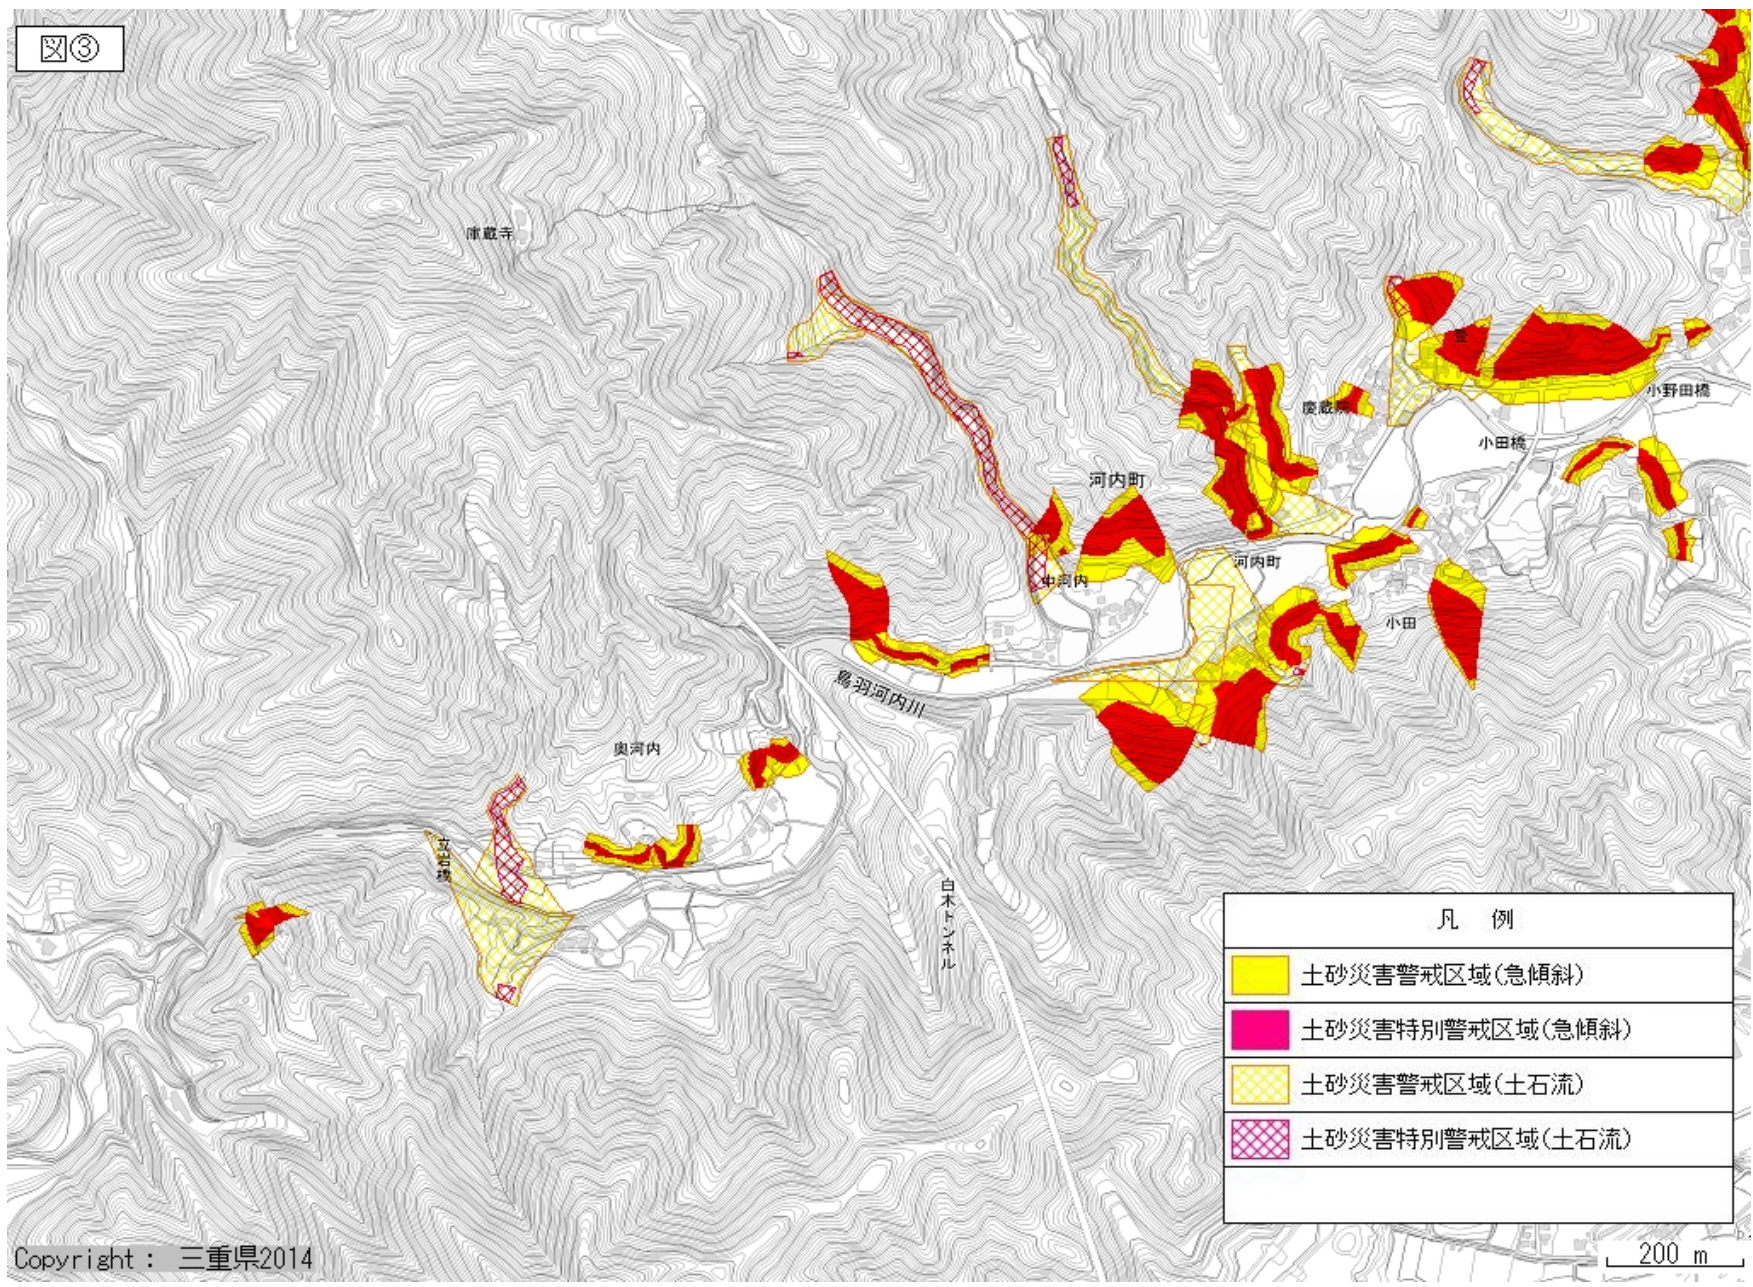 図③
庫蔵寺
豊
慶蔵院
小野田橋
小田橋
河内町
河内町
中河内
小田
鳥羽河内川
奥河内
立岩橋
白木トンネル
凡 例
土砂災害警戒区域(急傾斜)
土砂災害特別警戒区域(急傾斜)
土砂災害警戒区域(土石流)
土砂災害特別警戒区域(土石流)
Copyright : 三重県2014
200 m